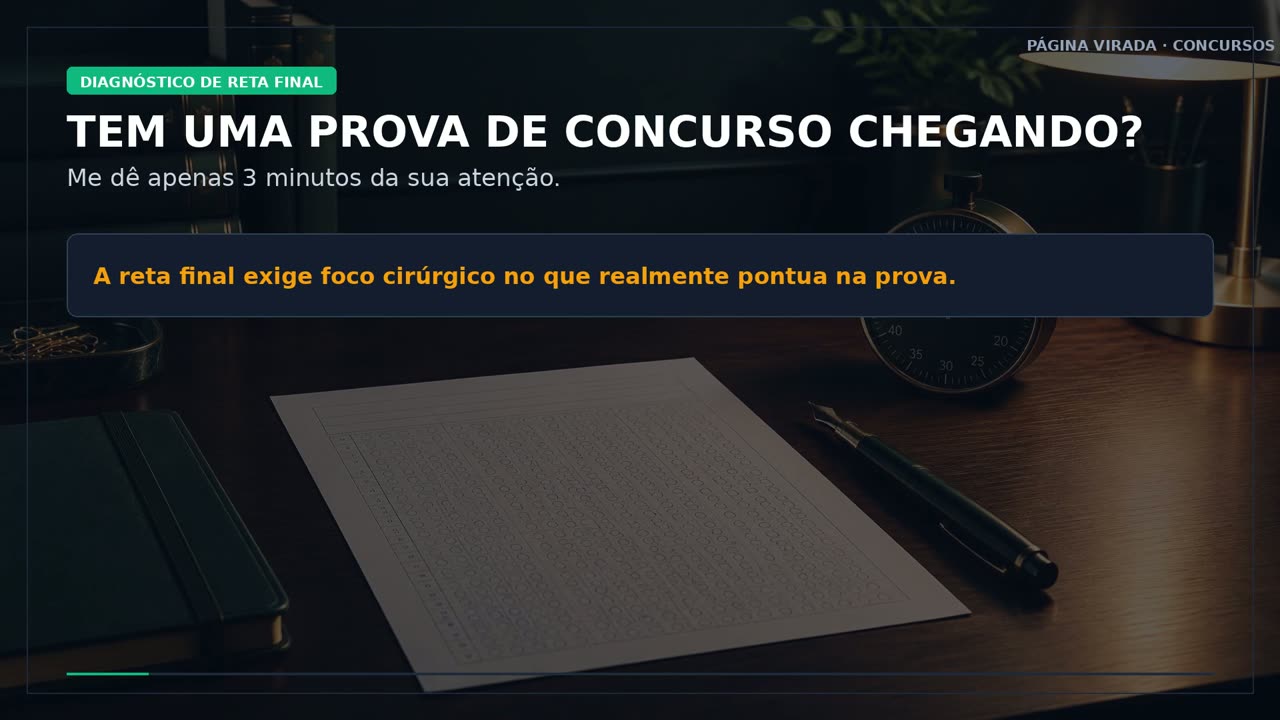 PÁGINA VIRADA · CONCURSOS
DIAGNÓSTICO DE RETA FINAL
TEM UMA PROVA DE CONCURSO CHEGANDO?
Me dê apenas 3 minutos da sua atenção.
A reta final exige foco cirúrgico no que realmente pontua na prova.
40
35
30
25
20